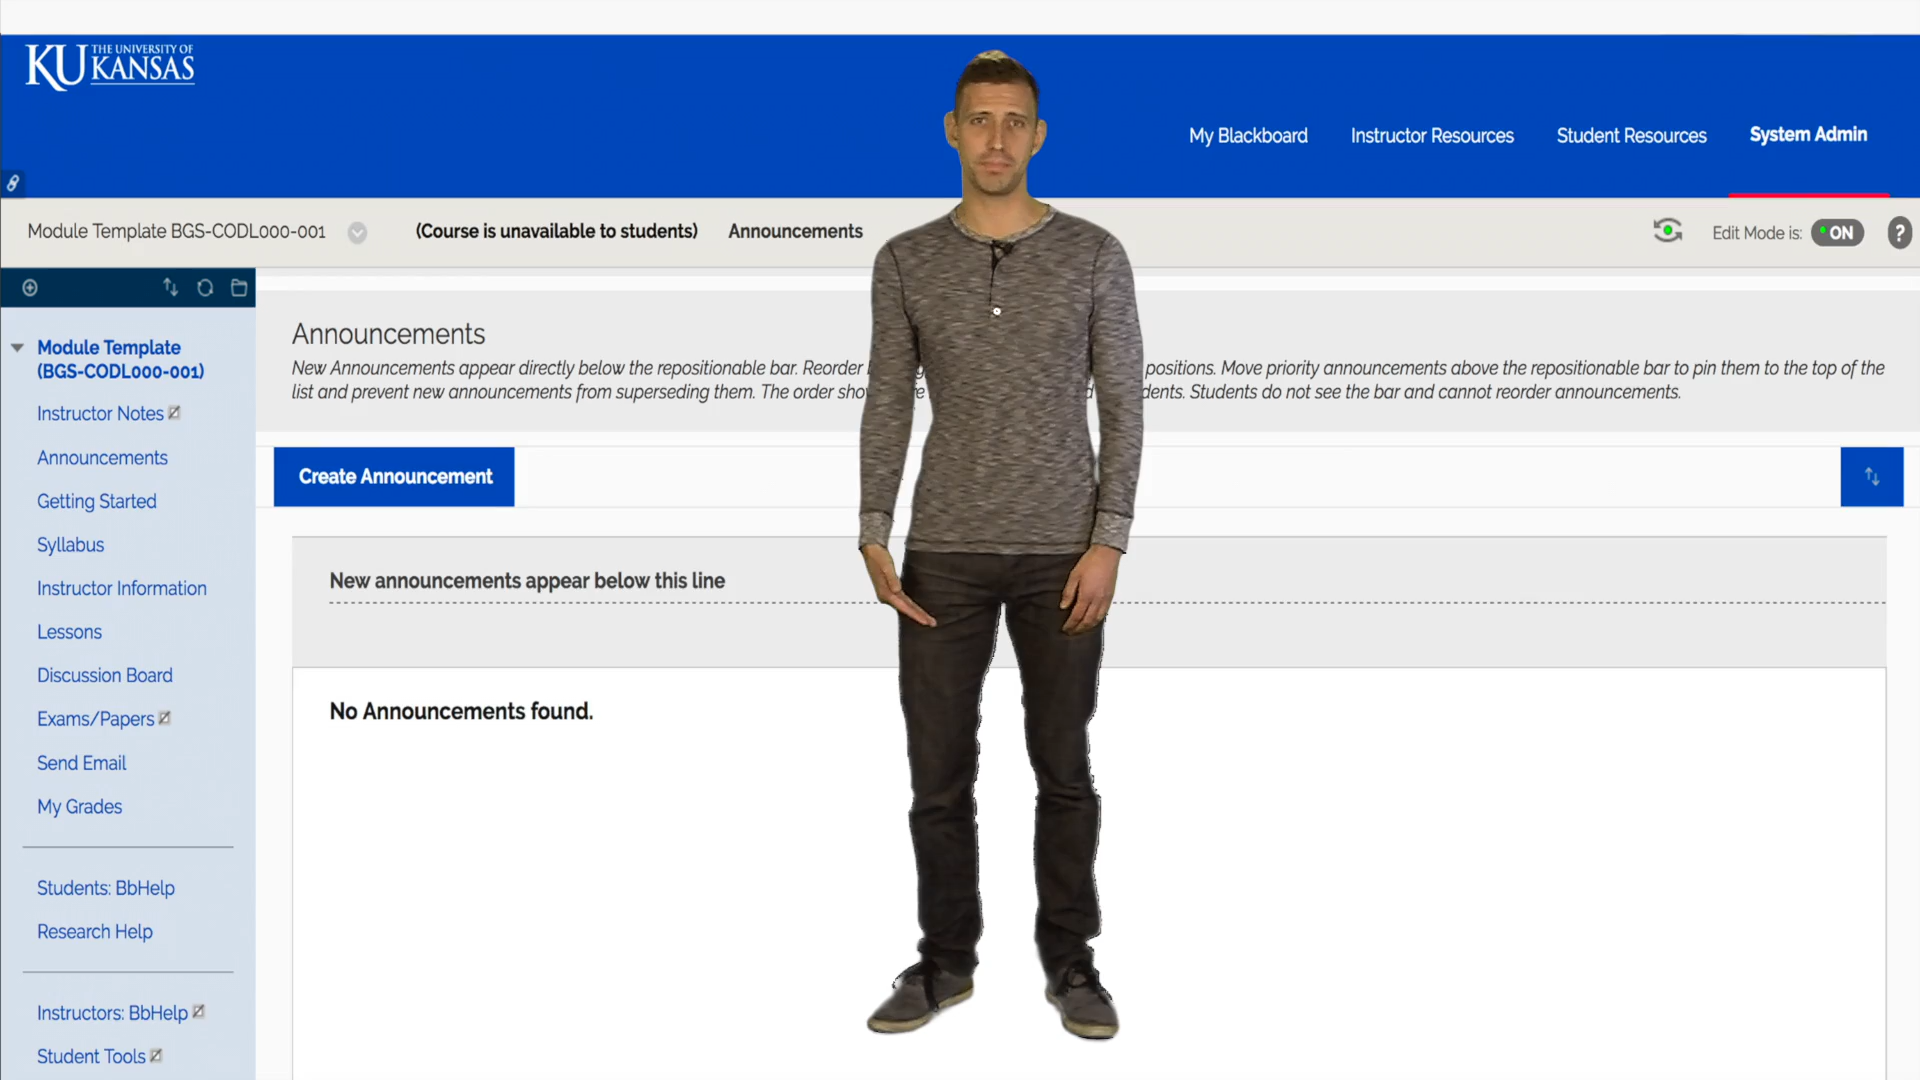 KU THE UNIVERSITY OF
KANSAS
My Blackboard Instructor Resources Student Resources System Admin
Module Template BGS-CODL000-001 (Course is unavailable to students) Announcements Edit Mode is: ON ?
Module Template
(BGS-CODL000-001)
Instructor Notes
Announcements
Getting Started
Syllabus
Instructor Information
Lessons
Discussion Board
Exams/Papers
Send Email
My Grades
Students: BbHelp
Research Help
Instructors: BbHelp
Student Tools
Announcements
New Announcements appear directly below the repositionable bar. Reorder positions. Move priority announcements above the repositionable bar to pin them to the top of the
list and prevent new announcements from superseding them. The order Students do not see the bar and cannot reorder announcements.
Create Announcement
New announcements appear below this line
No Announcements found.